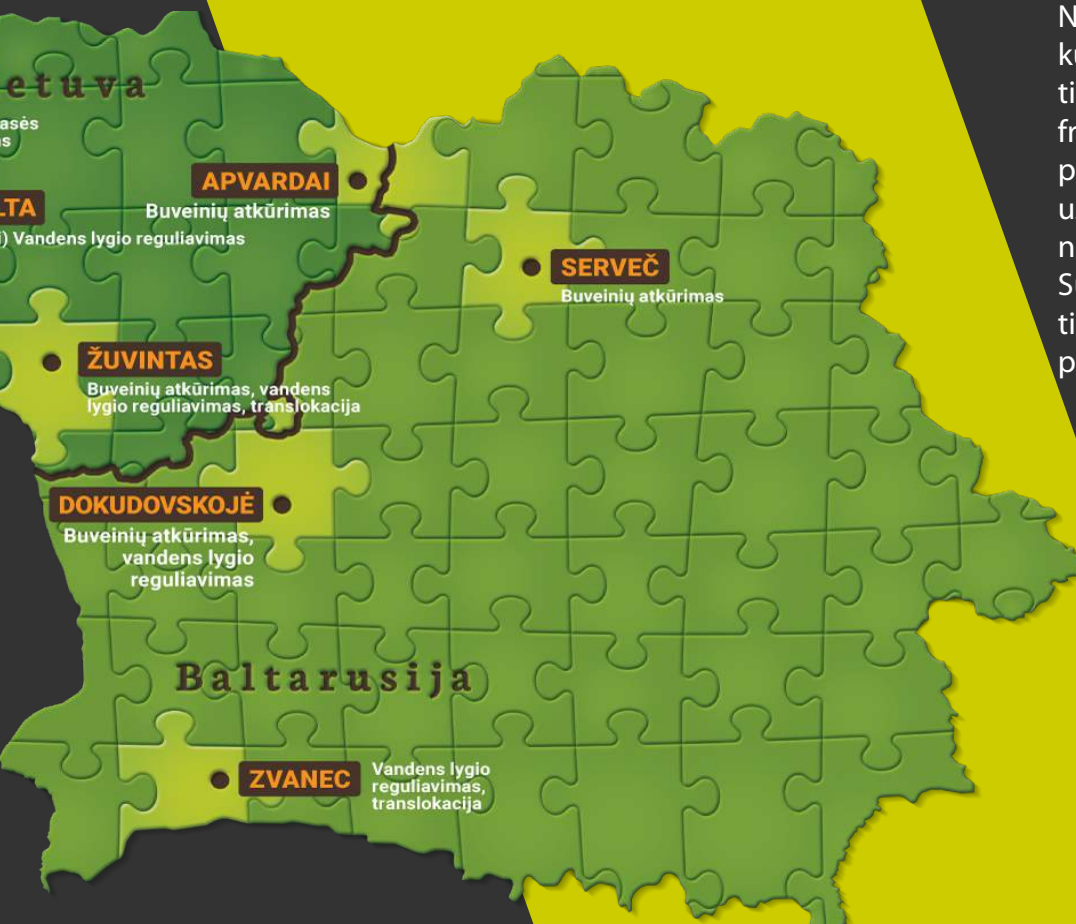 etuva
asės
s
APVARDAI
Buveinių atkūrimas
LTA
i) Vandens lygio reguliavimas
SERVEČ
Buveinių atkūrimas
ŽUVINTAS
Buveinių atkūrimas, vandens
lygio reguliavimas, translokacija
DOKUDOVSKOJĖ
Buveinių atkūrimas,
vandens lygio
reguliavimas
Baltarusija
ZVANEC
Vandens lygio
reguliavimas,
translokacija
N
ku
ti
fr
p
u
n
S
ti
p